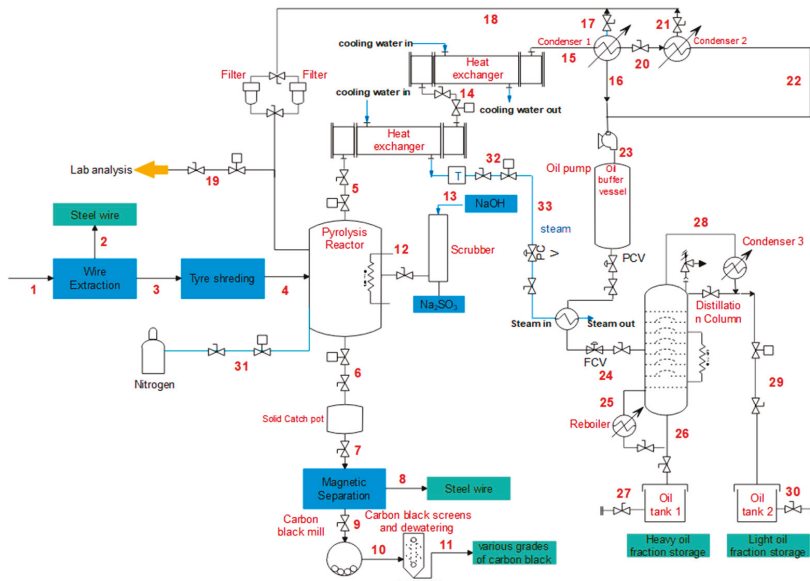 18
17
21
cooling water in
Condenser 1
Condenser 2
Heat
exchanger
15
20
16
22
Filter
Filter
cooling water in
14
cooling water out
Heat
exchanger
23
Lab analysis
19
5
32
T
Oil pump
Oil
buffer
vessel
Steel wire
2
13
NaOH
33
28
Pyrolysis
Reactor
steam
Condenser 3
12
Scrubber
PC
V
PCV
Wire
Extraction
Tyre shreding
1
3
4
Na₂SO₃
Distillatio
n Column
Steam in
Steam out
Nitrogen
31
6
FCV
24
29
25
Solid Catch pot
Reboiler
26
7
Magnetic
Separation
8
Steel wire
27
Oil
tank 1
Oil
tank 2
30
Carbon
black mill
9
Carbon black screens
and dewatering
10
11
various grades
of carbon black
Heavy oil
fraction storage
Light oil
fraction storage